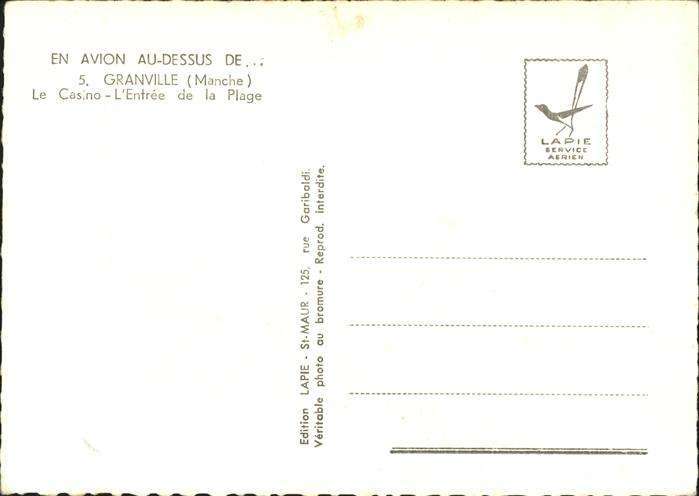 EN AVION AU-DESSUS DE...
5. GRANVILLE (Manche)
Le Casino - L'Entrée de la Plage
LAPIE
SERVICE
AERIEN
Edition LAPIE - St-MAUR - 125, rue Garibaldi.
Véritable photo au bromure - Reprod. interdite.